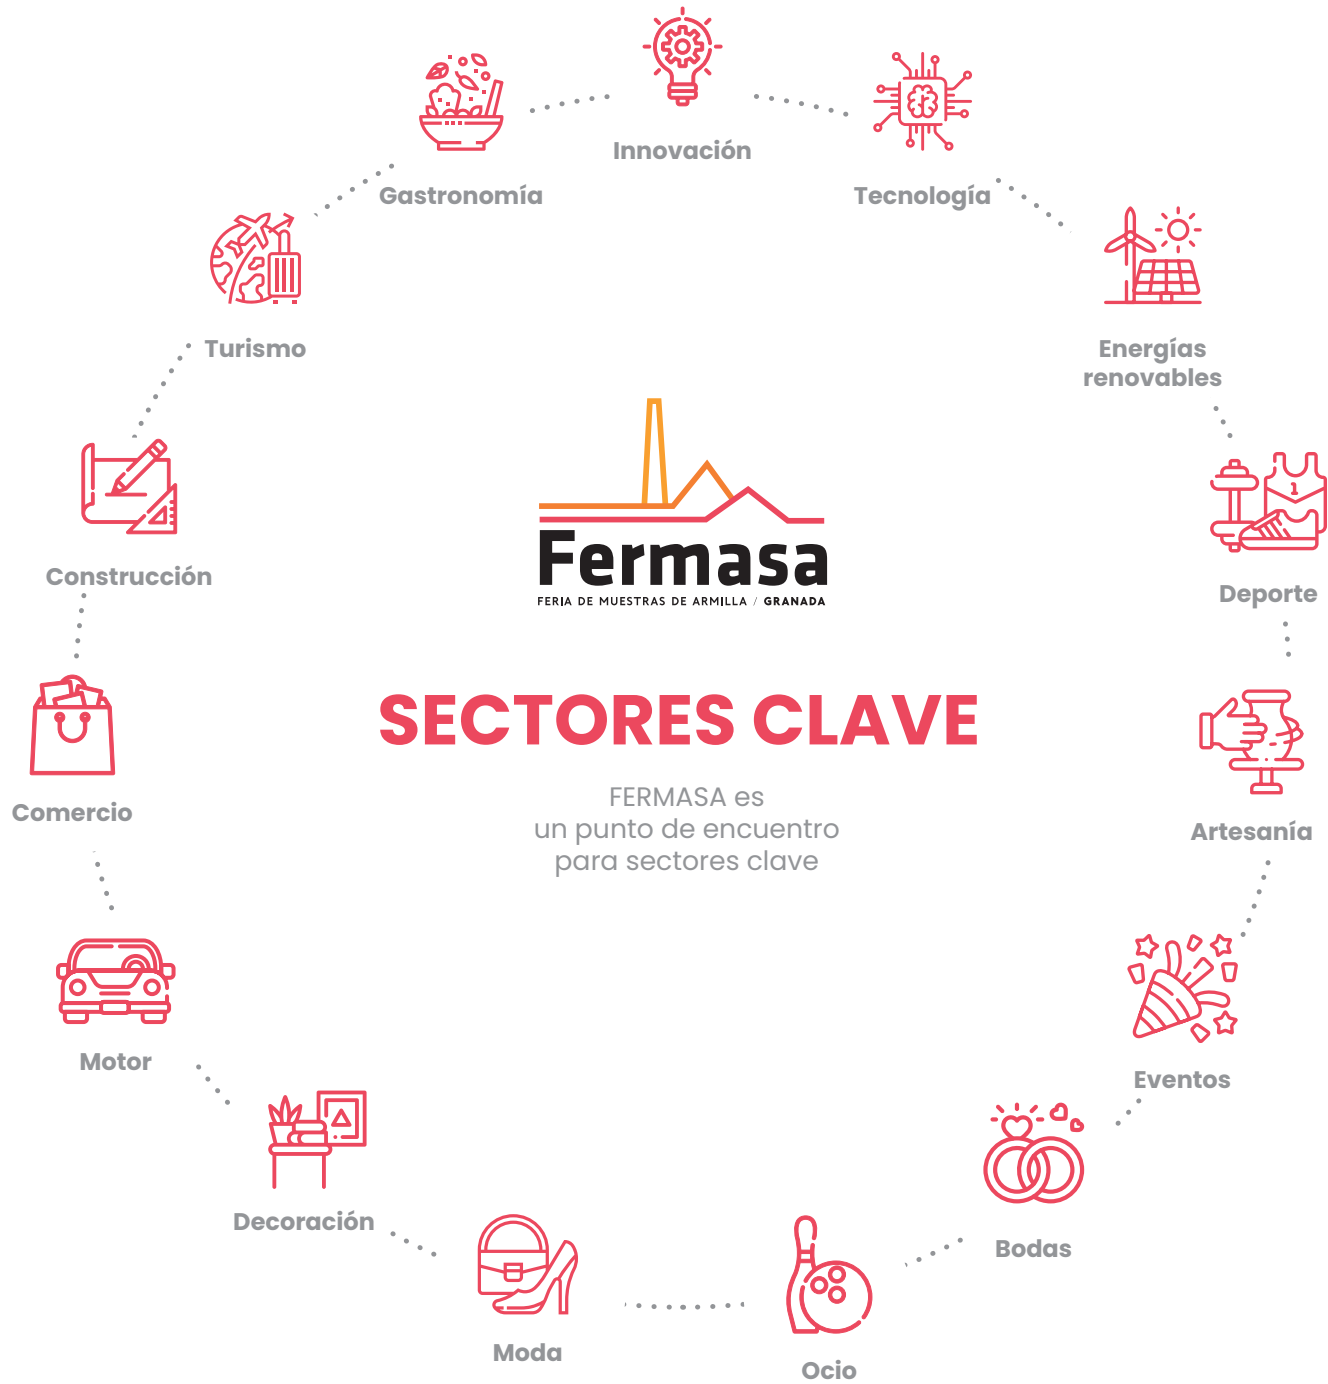 Innovación
Gastronomía
Tecnología
Turismo
Energías
renovables
Construcción
1
Deporte
Fermasa
FERIA DE MUESTRAS DE ARMILLA / GRANADA
SECTORES CLAVE
FERMASA es
un punto de encuentro
para sectores clave
Comercio
Artesanía
Motor
Eventos
Decoración
Bodas
Moda
Ocio